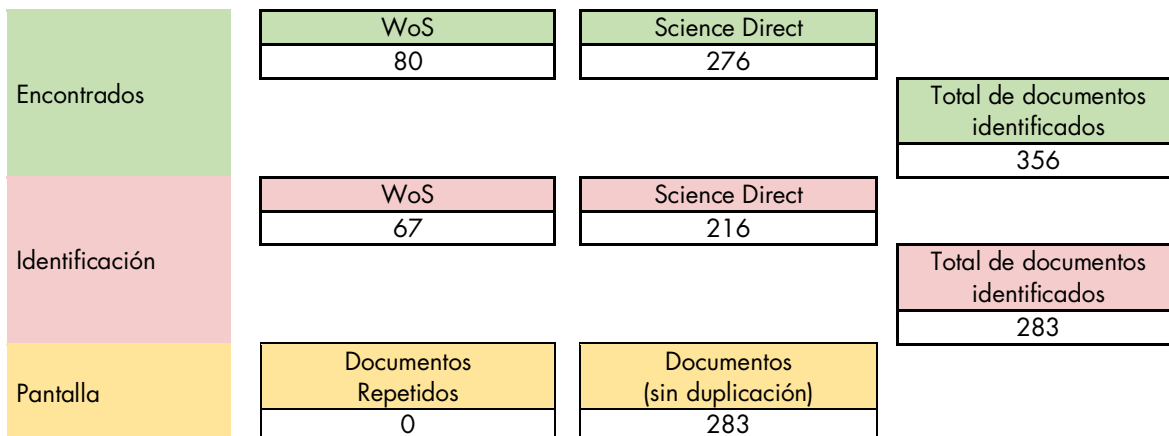 WoS
Science Direct
80
276
Encontrados
Total de documentos
identificados
356
WoS
Science Direct
67
216
Identificación
Total de documentos
identificados
283
Pantalla
Documentos
Repetidos
Documentos
(sin duplicación)
0
283